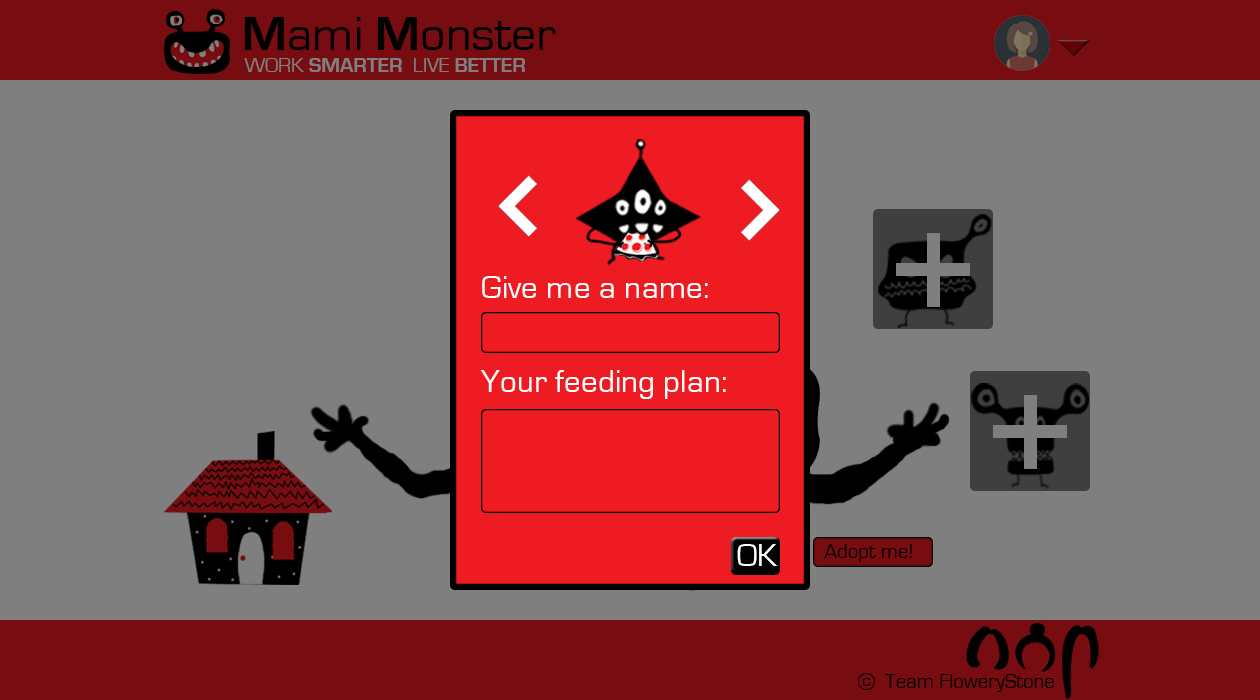 Mami Monster
WORK SMARTER LIVE BETTER
Give me a name:
Your feeding plan:
OK
Adopt me!
© Team FloweryStone